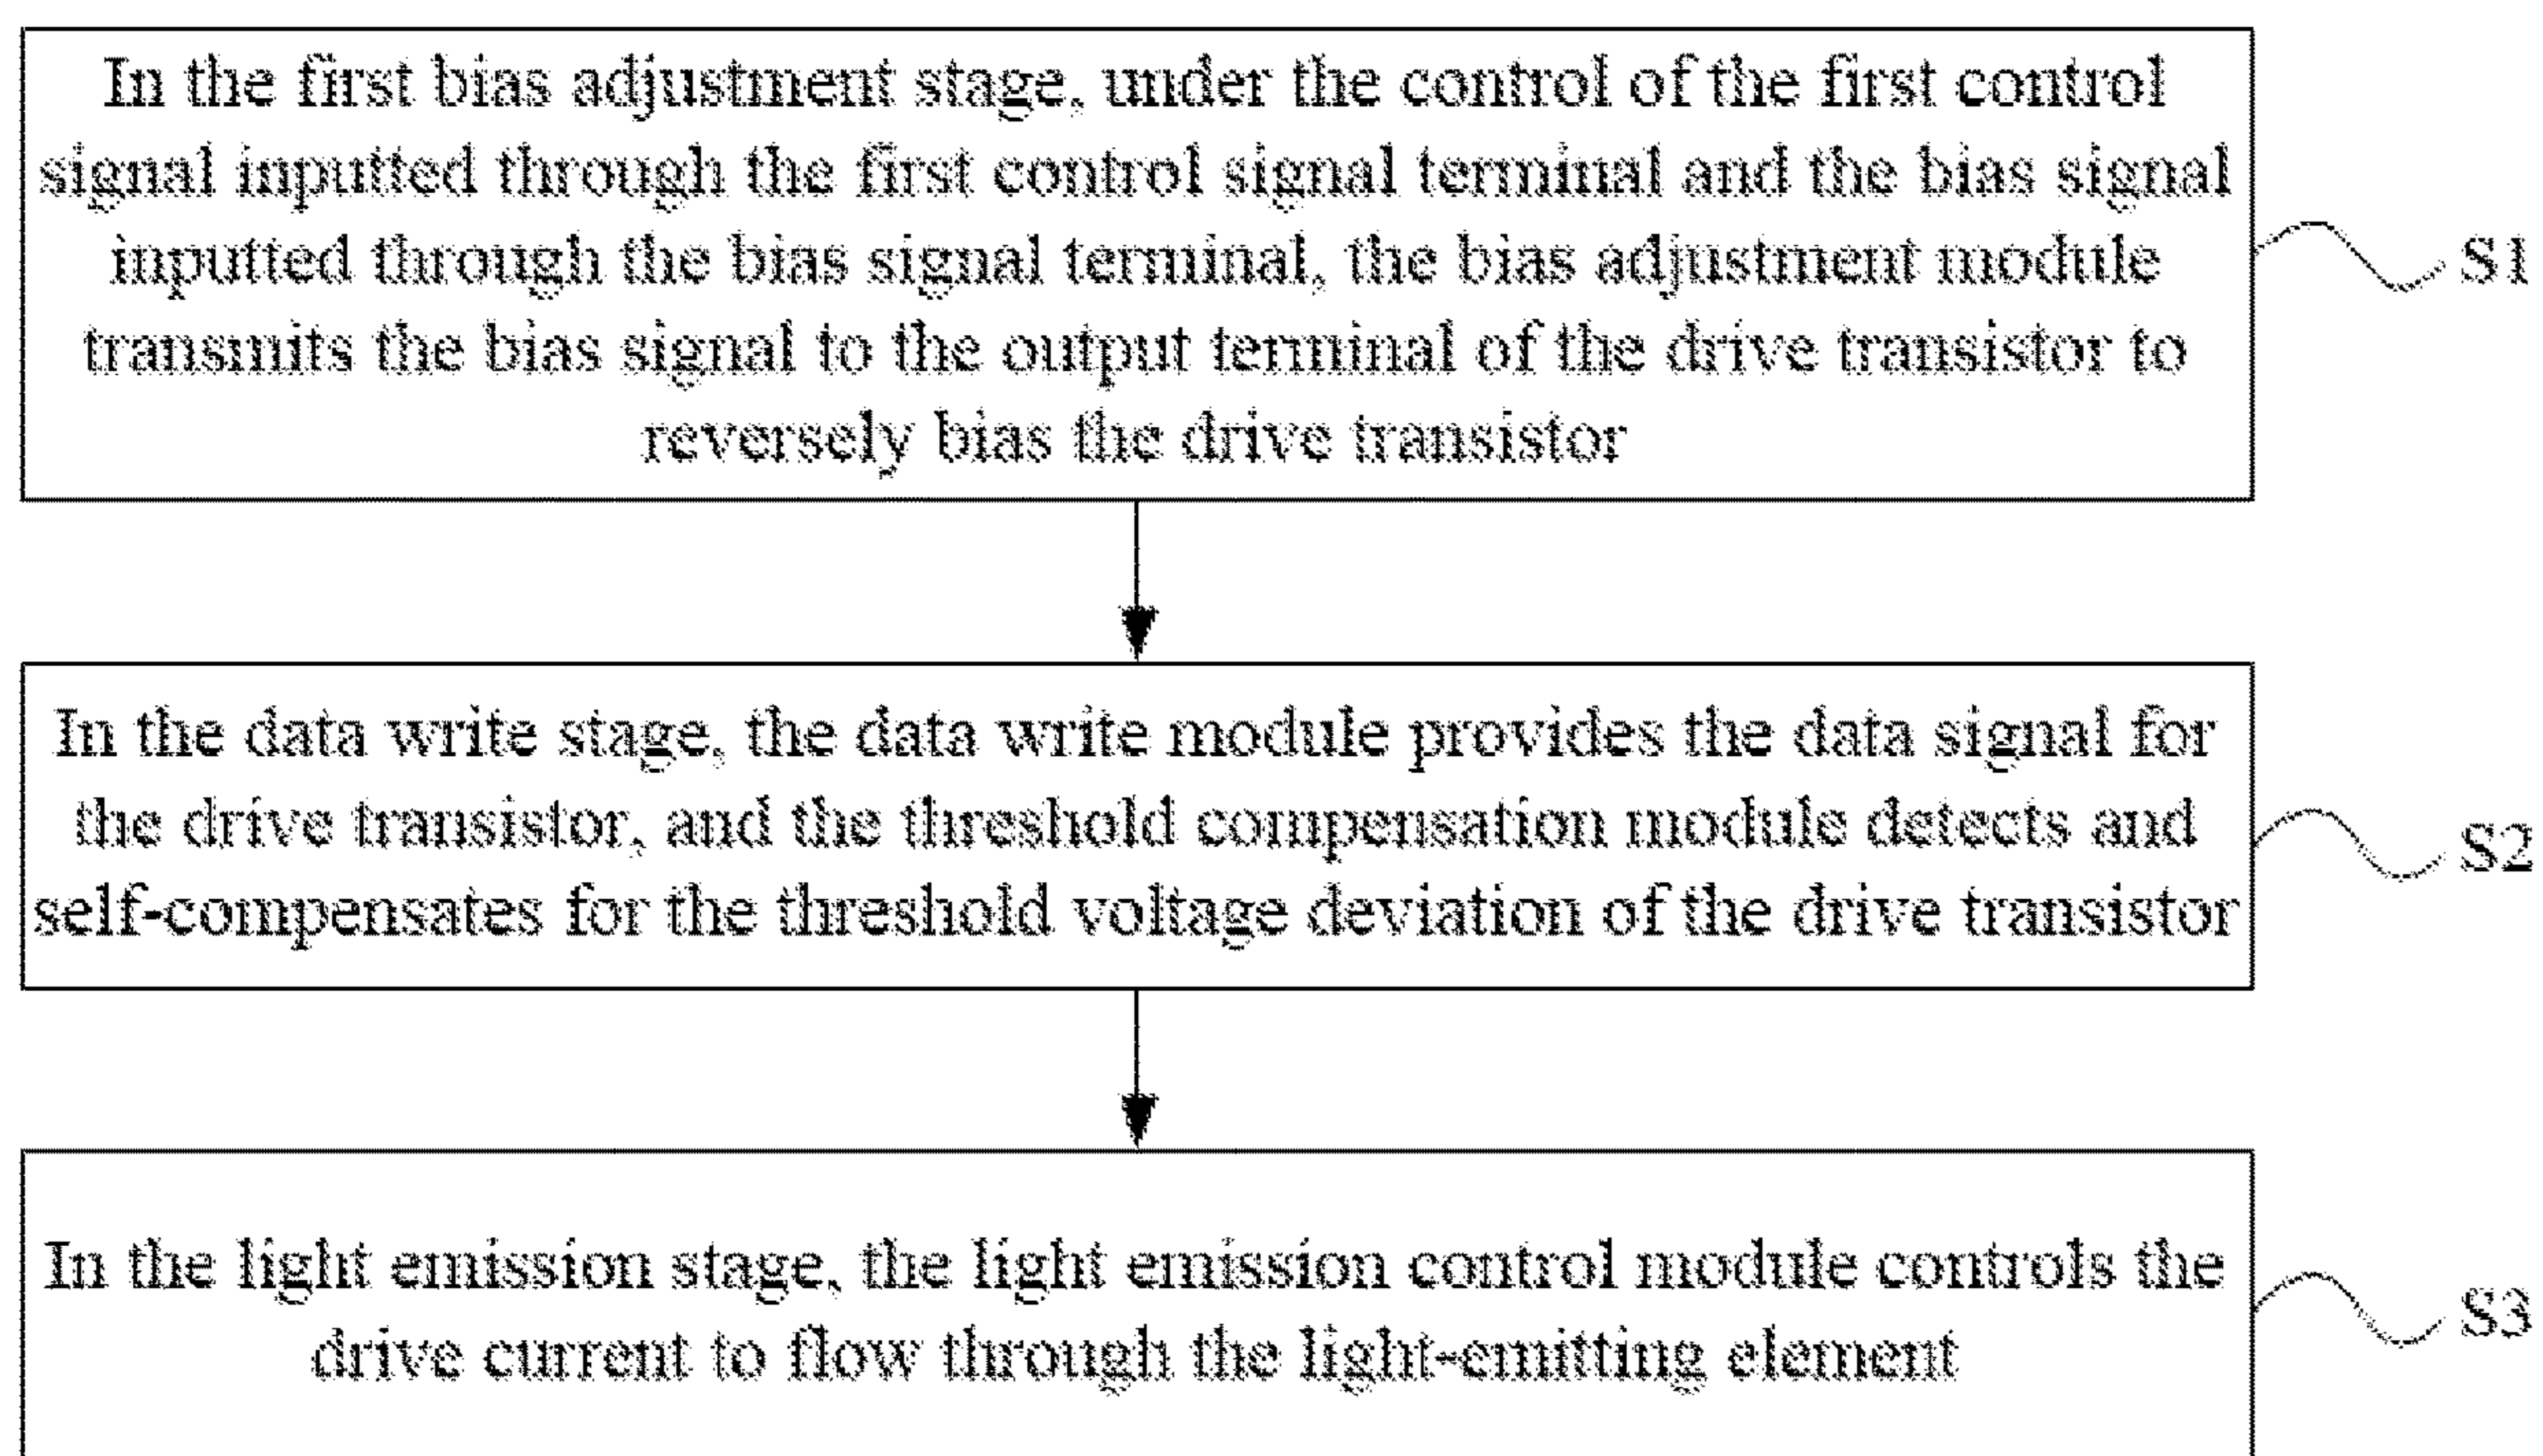 In the first bias adjustment stage, under the control of the first control
signal inputted through the first control signal terminal and the bias signal
inputted through the bias signal terminal, the bias adjustment module
transmits the bias signal to the output terminal of the drive transistor to
reversely bias the drive transistor
S1
In the data write stage, the data write module provides the data signal for
the drive transistor, and the threshold compensation module detects and
self-compensates for the threshold voltage deviation of the drive transistor
S2
In the light emission stage, the light emission control module controls the
drive current to flow through the light-emitting element
S3